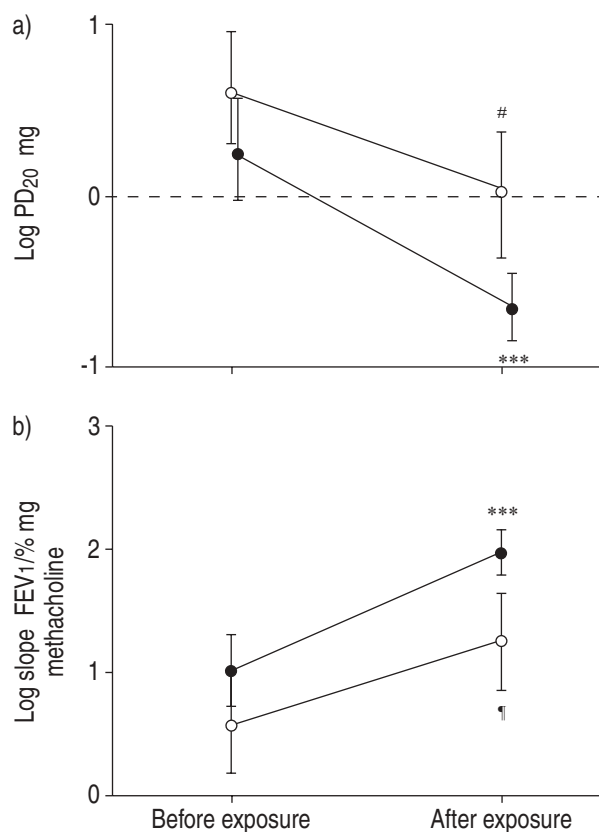 a)
1
0
-1
Log PD20 mg
#
***
b)
3
2
1
0
Log slope FEV1/% mg
methacholine
***
¶
Before exposure After exposure